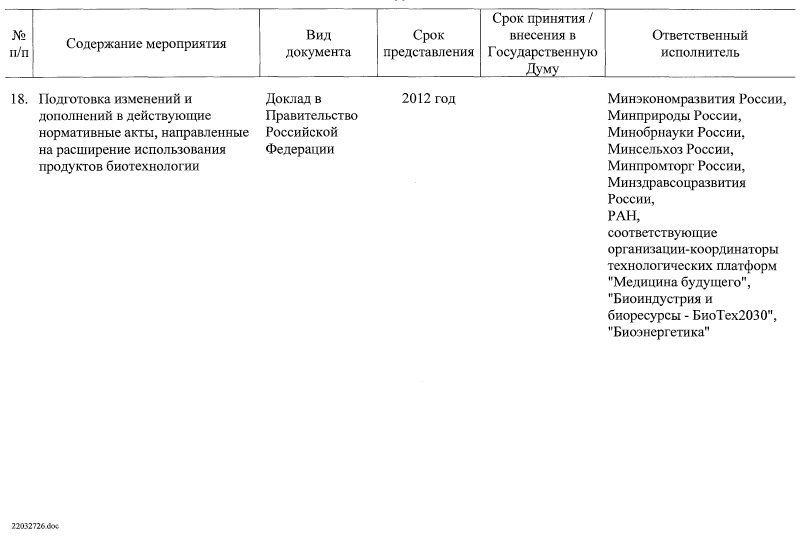 № п/п
Содержание мероприятия
Вид документа
Срок представления
Срок принятия / внесения в Государственную Думу
Ответственный исполнитель
18.
Подготовка изменений и
дополнений в действующие
нормативные акты, направленные
на расширение использования
продуктов биотехнологии
Доклад в
Правительство
Российской
Федерации
2012 год
Минэкономразвития России,
Минприроды России,
Минобрнауки России,
Минсельхоз России,
Минпромторг России,
Минздравсоцразвития
России,
РАН,
соответствующие
организации-координаторы
технологических платформ
"Медицина будущего",
"Биоиндустрия и
биоресурсы - БиоТех2030",
"Биоэнергетика"
22032726.doc